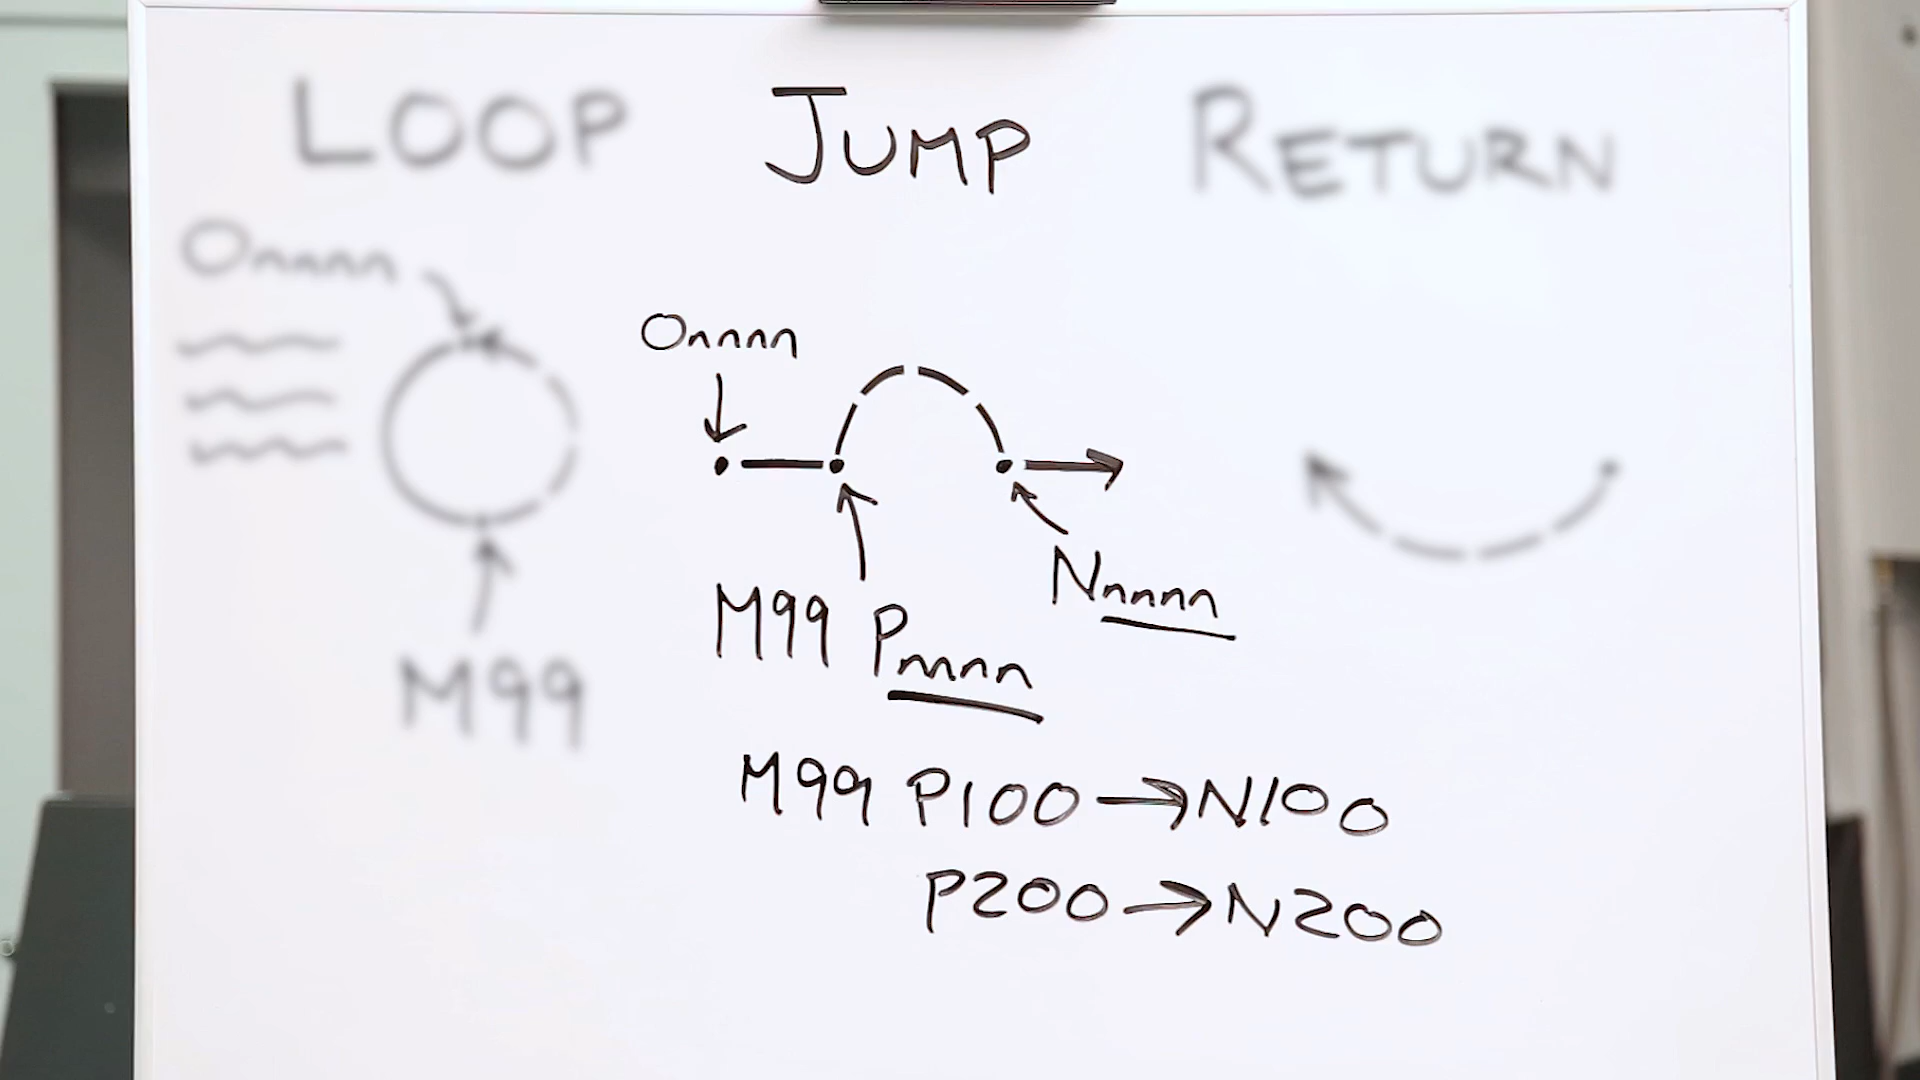 LOOP JUMP RETURN
Onnnn
Onnnn
Nnnnn
M99 Pnnnn
M99
M99 P100 → N100
P200 → N200